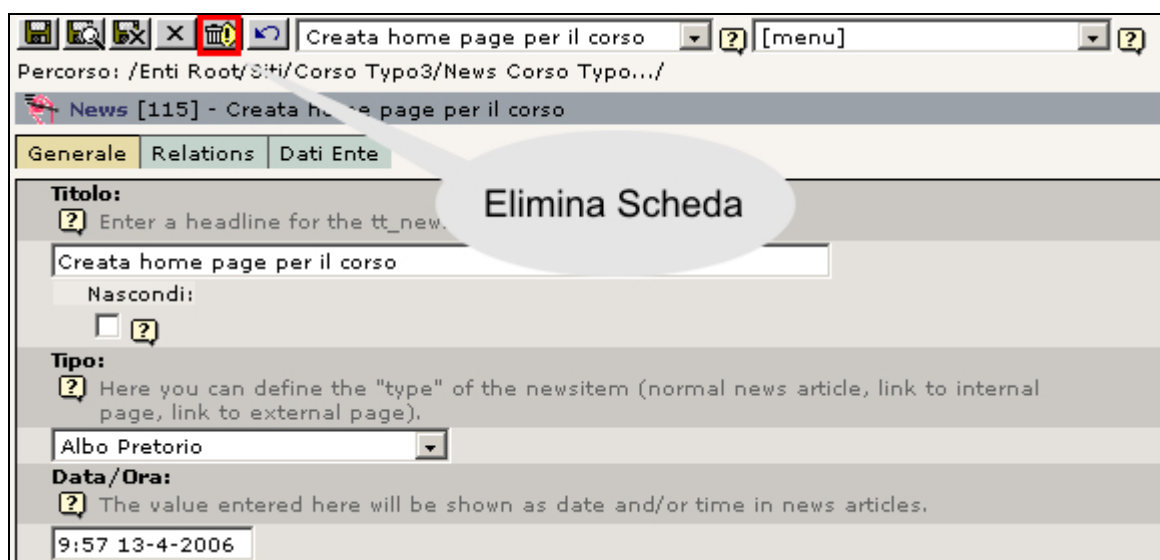 Creata home page per il corso [menu]
Percorso: /Enti Root/Siti/Corso Typo3/News Corso Typo.../
News [115] - Creata home page per il corso
Generale Relations Dati Ente
Elimina Scheda
Titolo:
Enter a headline for the tt_new
Creata home page per il corso
Nascondi:
Tipo:
Here you can define the "type" of the newsitem (normal news article, link to internal
page, link to external page).
Albo Pretorio
Data/Ora:
The value entered here will be shown as date and/or time in news articles.
9:57 13-4-2006